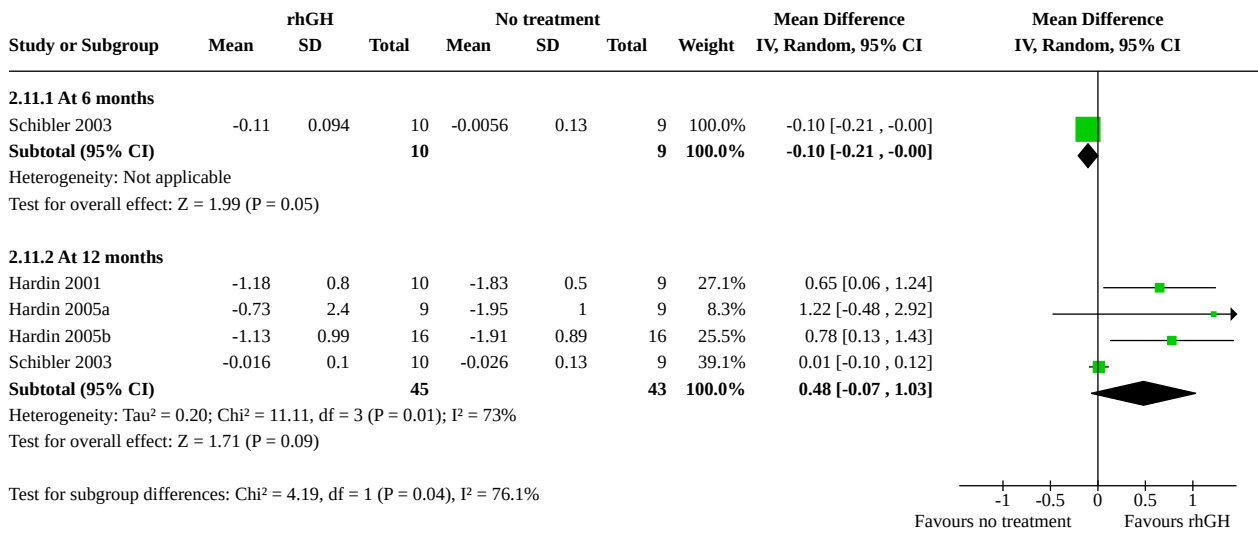 rhGH No treatment Mean Difference Mean Difference
Study or Subgroup Mean SD Total Mean SD Total Weight IV, Random, 95% CI IV, Random, 95% CI
2.11.1 At 6 months
Schibler 2003 -0.11 0.094 10 -0.0056 0.13 9 100.0% -0.10 [-0.21 , -0.00]
Subtotal (95% CI) 10 9 100.0% -0.10 [-0.21 , -0.00]
Heterogeneity: Not applicable
Test for overall effect: Z = 1.99 (P = 0.05)
2.11.2 At 12 months
Hardin 2001 -1.18 0.8 10 -1.83 0.5 9 27.1% 0.65 [0.06 , 1.24]
Hardin 2005a -0.73 2.4 9 -1.95 1 9 8.3% 1.22 [-0.48 , 2.92]
Hardin 2005b -1.13 0.99 16 -1.91 0.89 16 25.5% 0.78 [0.13 , 1.43]
Schibler 2003 -0.016 0.1 10 -0.026 0.13 9 39.1% 0.01 [-0.10 , 0.12]
Subtotal (95% CI) 45 43 100.0% 0.48 [-0.07 , 1.03]
Heterogeneity: Tau² = 0.20; Chi² = 11.11, df = 3 (P = 0.01); I² = 73%
Test for overall effect: Z = 1.71 (P = 0.09)
Test for subgroup differences: Chi² = 4.19, df = 1 (P = 0.04), I² = 76.1%
-1 -0.5 0 0.5 1
Favours no treatment Favours rhGH